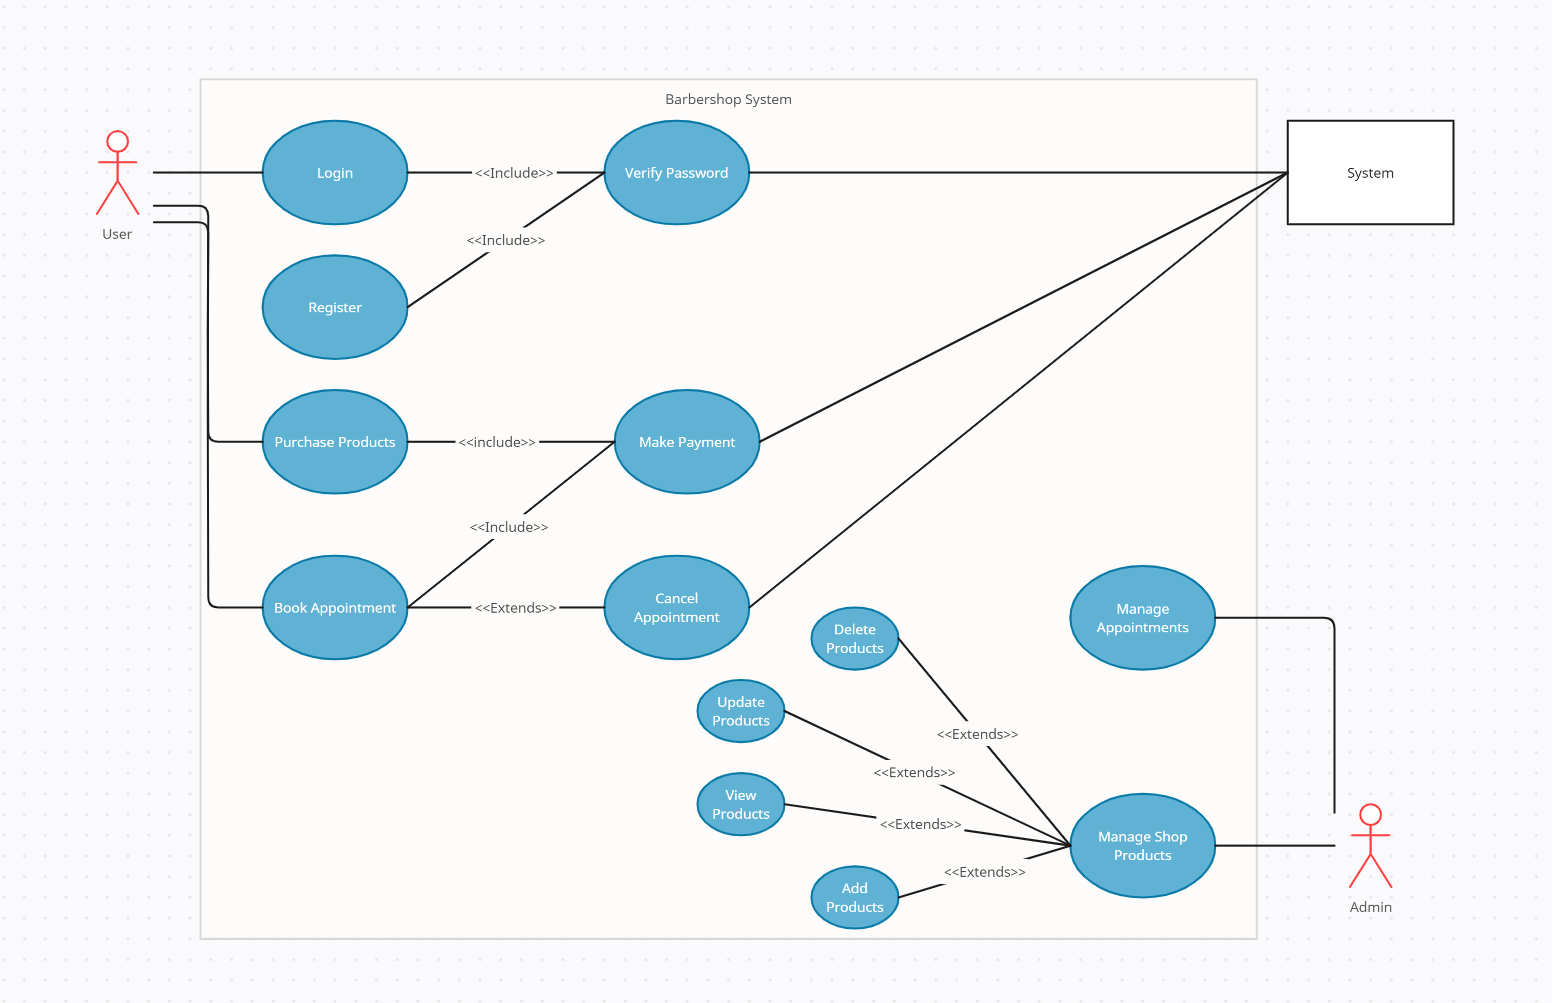 Barbershop System
Login
<<Include>>
Verify Password
System
User
<<Include>>
Register
Purchase Products
<<include>>
Make Payment
<<Include>>
Book Appointment
<<Extends>>
Cancel
Appointment
Manage
Appointments
Delete
Products
Update
Products
<<Extends>>
<<Extends>>
View
Products
<<Extends>>
Manage Shop
Products
<<Extends>>
Add
Products
Admin